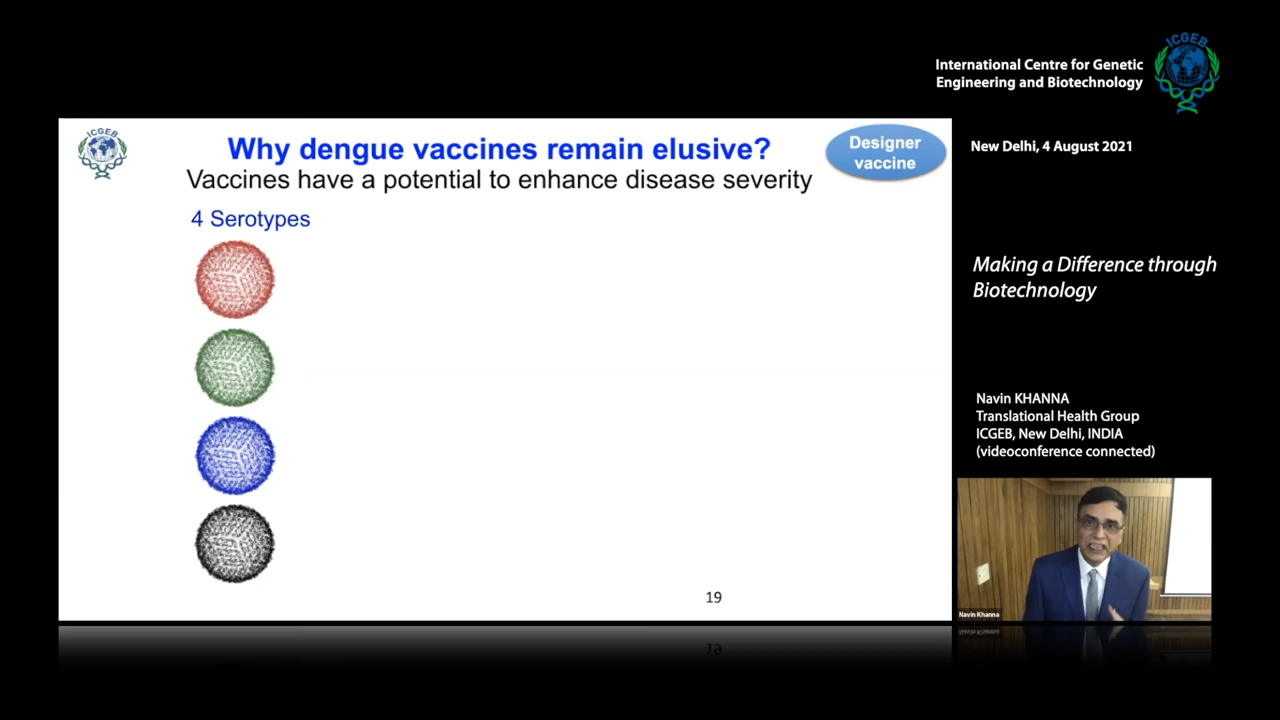 ICGEB
International Centre for Genetic
Engineering and Biotechnology
ICGEB
Why dengue vaccines remain elusive?
Vaccines have a potential to enhance disease severity
Designer
vaccine
4 Serotypes
19
New Delhi, 4 August 2021
Making a Difference through
Biotechnology
Navin KHANNA
Translational Health Group
ICGEB, New Delhi, INDIA
(videoconference connected)
Navin Khanna